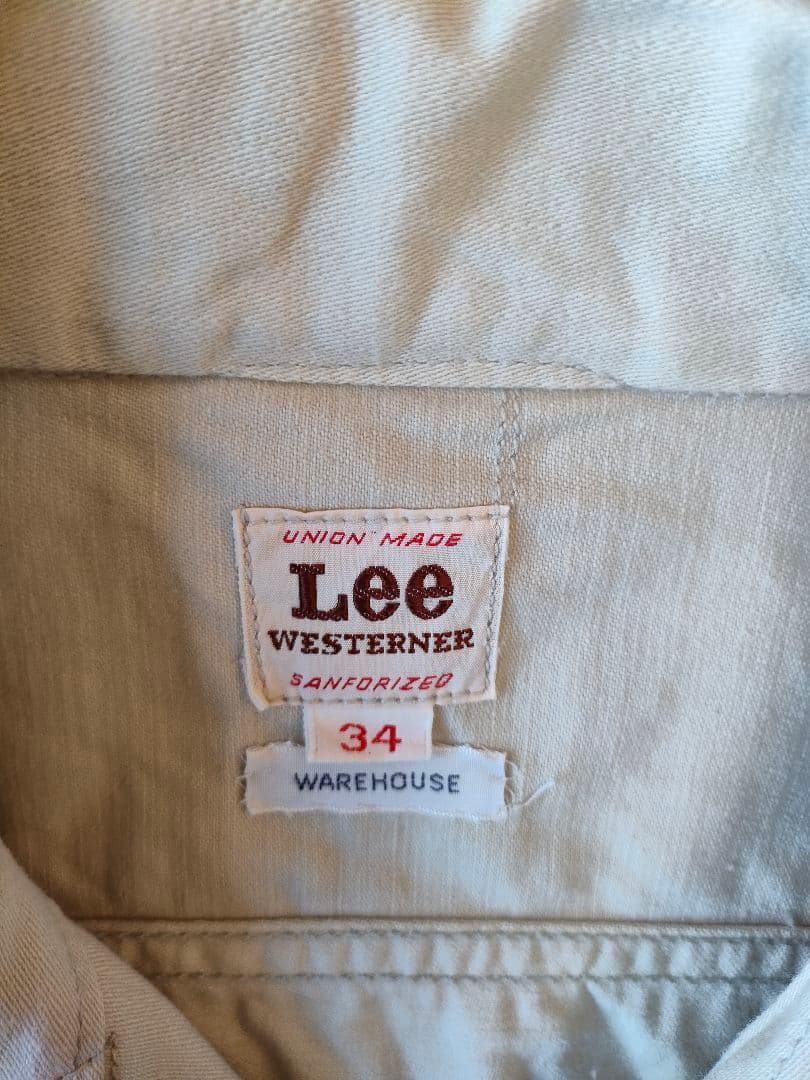 UNION MADE
Lee
WESTERNER
SANFORIZED
34
WAREHOUSE